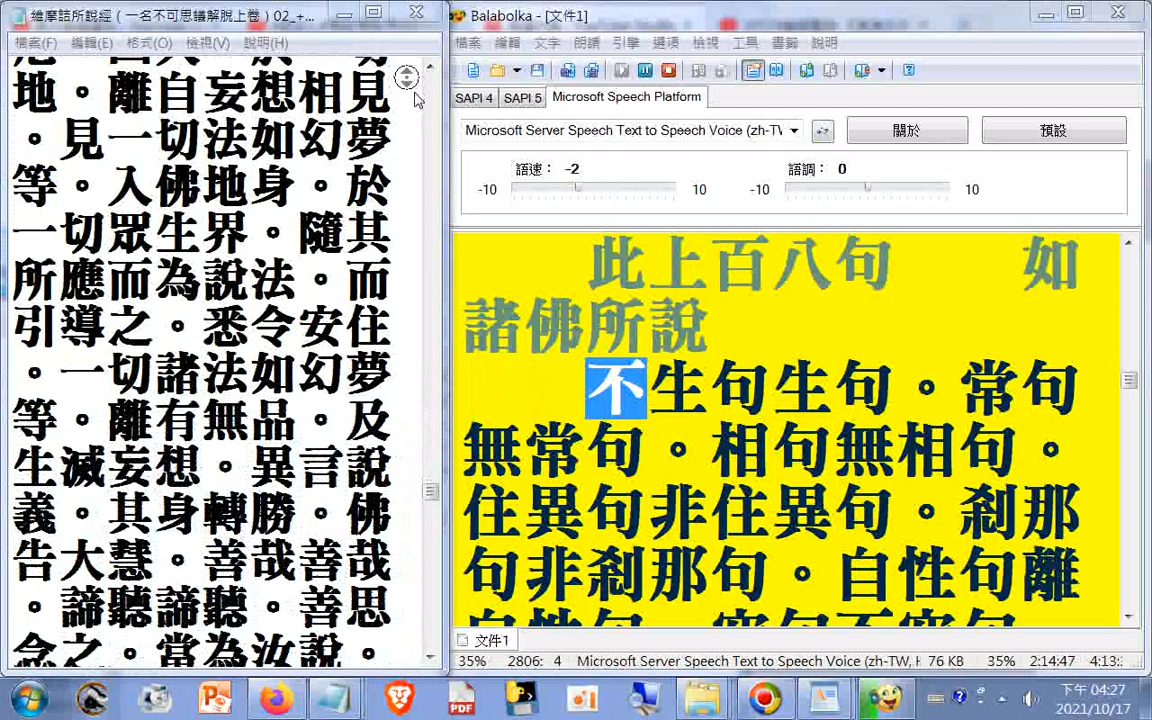 維摩詰所說經（一名不可思議解脫上卷）02_+...
檔案(F) 編輯(E) 格式(O) 檢視(V) 說明(H)
地。離自妄想相見
。見一切法如幻夢
等。入佛地身。於
一切眾生界。隨其
所應而為說法。而
引導之。悉令安住
。一切諸法如幻夢
等。離有無品。及
生滅妄想。異言說
義。其身轉勝。佛
告大慧。善哉善哉
。諦聽諦聽。善思
念之。當為汝說。
Balabolka - [文件1]
檔案 編輯 文字 朗讀 引擎 選項 檢視 工具 書籤 說明
SAPI 4 SAPI 5 Microsoft Speech Platform
Microsoft Server Speech Text to Speech Voice (zh-TW, 關於 預設
語速： -2 語調： 0
-10 10 -10 10
此上百八句 如
諸佛所說
不生句生句。常句
無常句。相句無相句。
住異句非住異句。剎那
句非剎那句。自性句離
自性句。空句不空句
文件1
35% 2806: 4 Microsoft Server Speech Text to Speech Voice (zh-TW, 76 KB 35% 2:14:47 4:13:
下午 04:27
2021/10/17